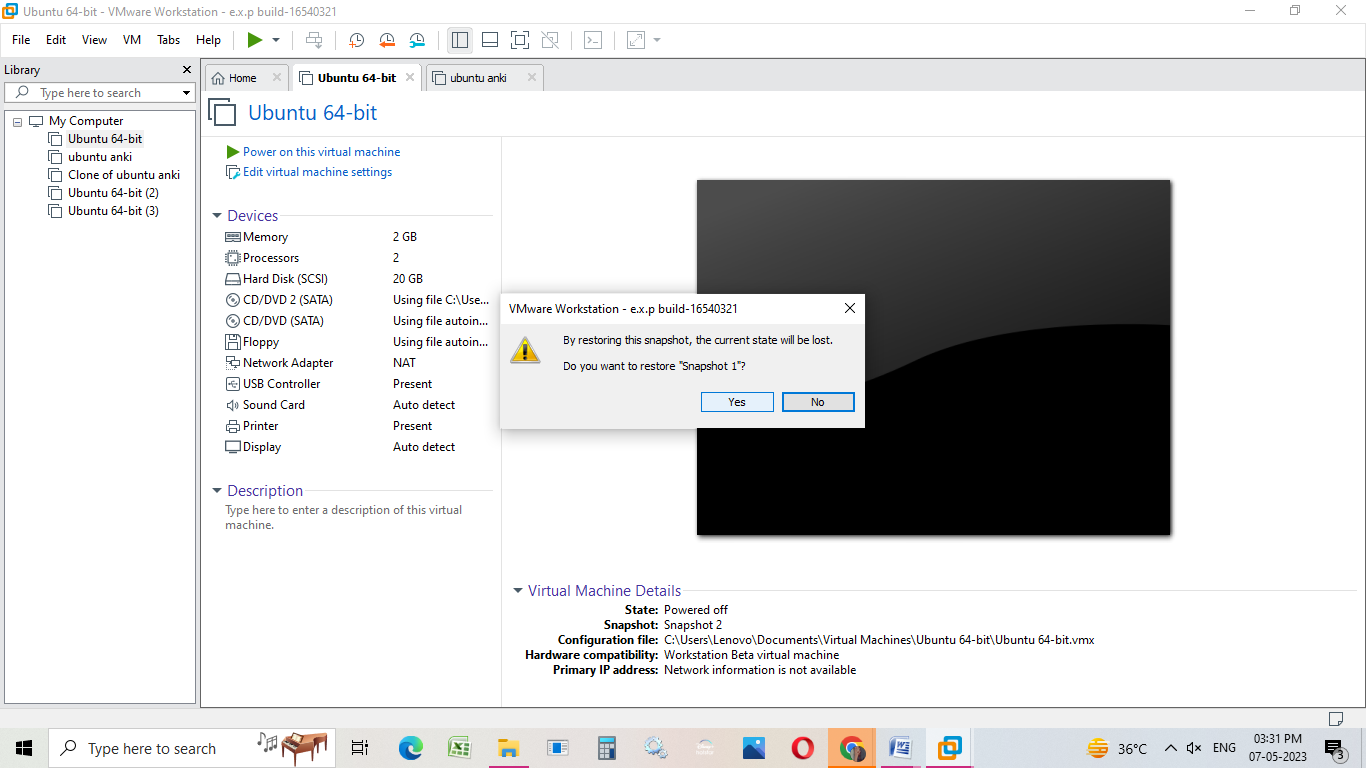 Ubuntu 64-bit - VMware Workstation - e.x.p build-16540321
File Edit View VM Tabs Help
Library
Type here to search
My Computer
Ubuntu 64-bit
ubuntu anki
Clone of ubuntu anki
Ubuntu 64-bit (2)
Ubuntu 64-bit (3)
Home
Ubuntu 64-bit
ubuntu anki
Ubuntu 64-bit
Power on this virtual machine
Edit virtual machine settings
Devices
Memory 2 GB
Processors 2
Hard Disk (SCSI) 20 GB
CD/DVD 2 (SATA) Using file C:\Use...
CD/DVD (SATA) Using file autoin...
Floppy Using file autoin...
Network Adapter NAT
USB Controller Present
Sound Card Auto detect
Printer Present
Display Auto detect
Description
Type here to enter a description of this virtual
machine.
VMware Workstation - e.x.p build-16540321
By restoring this snapshot, the current state will be lost.
Do you want to restore "Snapshot 1"?
Yes No
Virtual Machine Details
State: Powered off
Snapshot: Snapshot 2
Configuration file: C:\Users\Lenovo\Documents\Virtual Machines\Ubuntu 64-bit\Ubuntu 64-bit.vmx
Hardware compatibility: Workstation Beta virtual machine
Primary IP address: Network information is not available
Type here to search
36°C
ENG
03:31 PM
07-05-2023
3